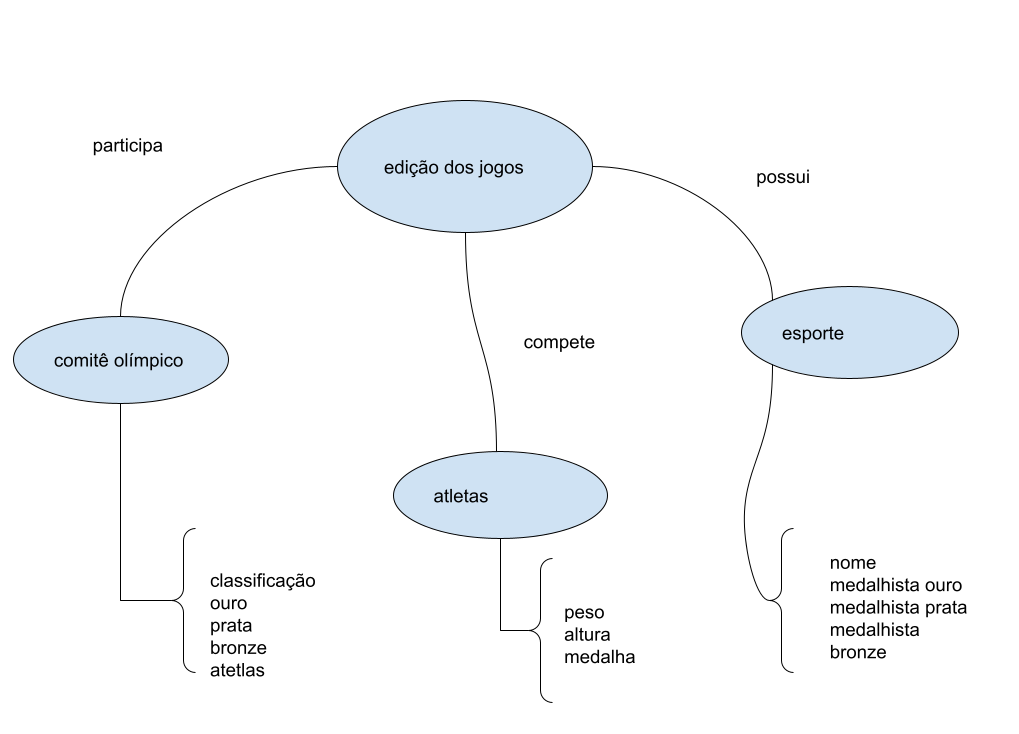 participa
edição dos jogos
possui
comitê olímpico
compete
esporte
atletas
classificação
ouro
prata
bronze
atetlas
peso
altura
medalha
nome
medalhista ouro
medalhista prata
medalhista
bronze